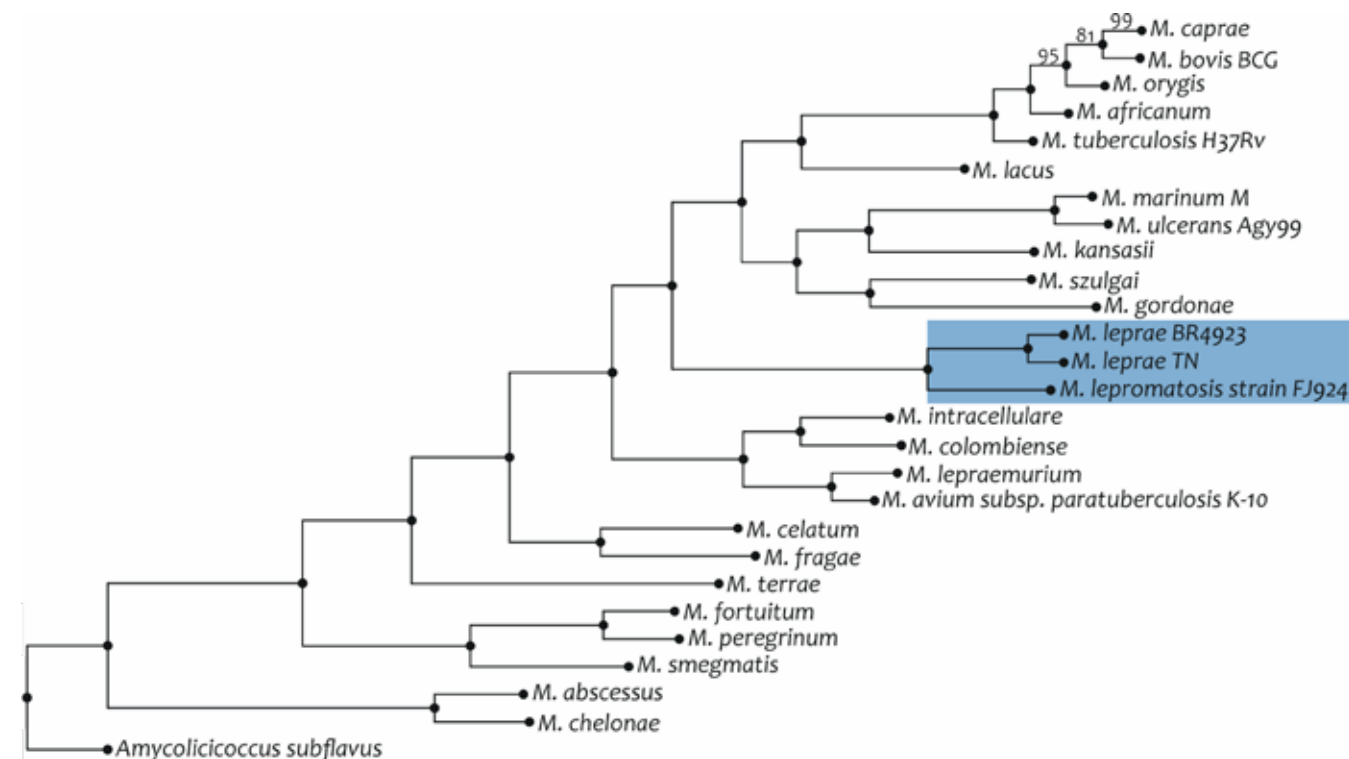 99
M. caprae
81
M. bovis BCG
95
M. orygis
M. africanum
M. tuberculosis H37Rv
M. lacus
M. marinum M
M. ulcerans Agy99
M. kansasii
M. szulgai
M. gordonae
M. leprae BR4923
M. leprae TN
M. lepromatosis strain FJ924
M. intracellulare
M. colombiense
M. lepraemurium
M. avium subsp. paratuberculosis K-10
M. celatum
M. fragae
M. terrae
M. fortuitum
M. peregrinum
M. smegmatis
M. abscessus
M. chelonae
Amycolicicoccus subflavus